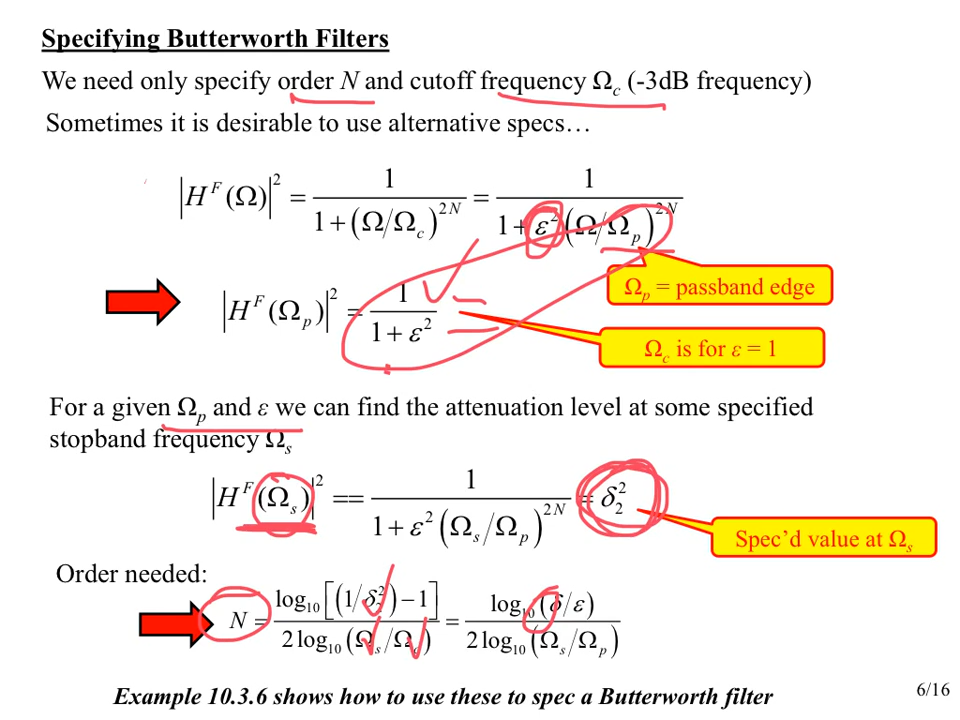 Specifying Butterworth Filters
We need only specify order N and cutoff frequency Ω_c (-3dB frequency)
Sometimes it is desirable to use alternative specs…
|H^F(Ω)|^2 = 1/(1+(Ω/Ω_c)^{2N}) = 1/(1+ε^2(Ω/Ω_p)^{2N})
Ω_p = passband edge
|H^F(Ω_p)|^2 = 1/(1+ε^2)
Ω_c is for ε = 1
For a given Ω_p and ε we can find the attenuation level at some specified
stopband frequency Ω_s
|H^F(Ω_s)|^2 == 1/(1+ε^2(Ω_s/Ω_p)^{2N}) = δ_2^2
Spec'd value at Ω_s
Order needed:
N = log_10[(1/δ_2^2)−1]/(2log_10(Ω_s/Ω_c)) = log_10(δ/ε)/(2log_10(Ω_s/Ω_p))
Example 10.3.6 shows how to use these to spec a Butterworth filter
6/16